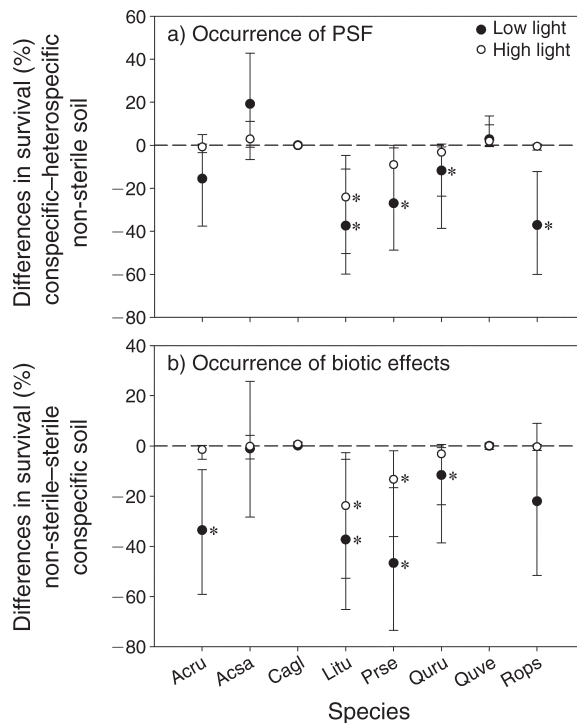 Differences in survival (%)
conspecific–heterospecific
non-sterile soil
60
40
20
0
−20
−40
−60
−80
a) Occurrence of PSF
Low light
High light
*
*
*
*
*
Differences in survival (%)
non-sterile–sterile
conspecific soil
40
20
0
−20
−40
−60
−80
b) Occurrence of biotic effects
*
*
*
*
*
*
Acru
Acsa
Cagl
Litu
Prse
Quru
Quve
Rops
Species